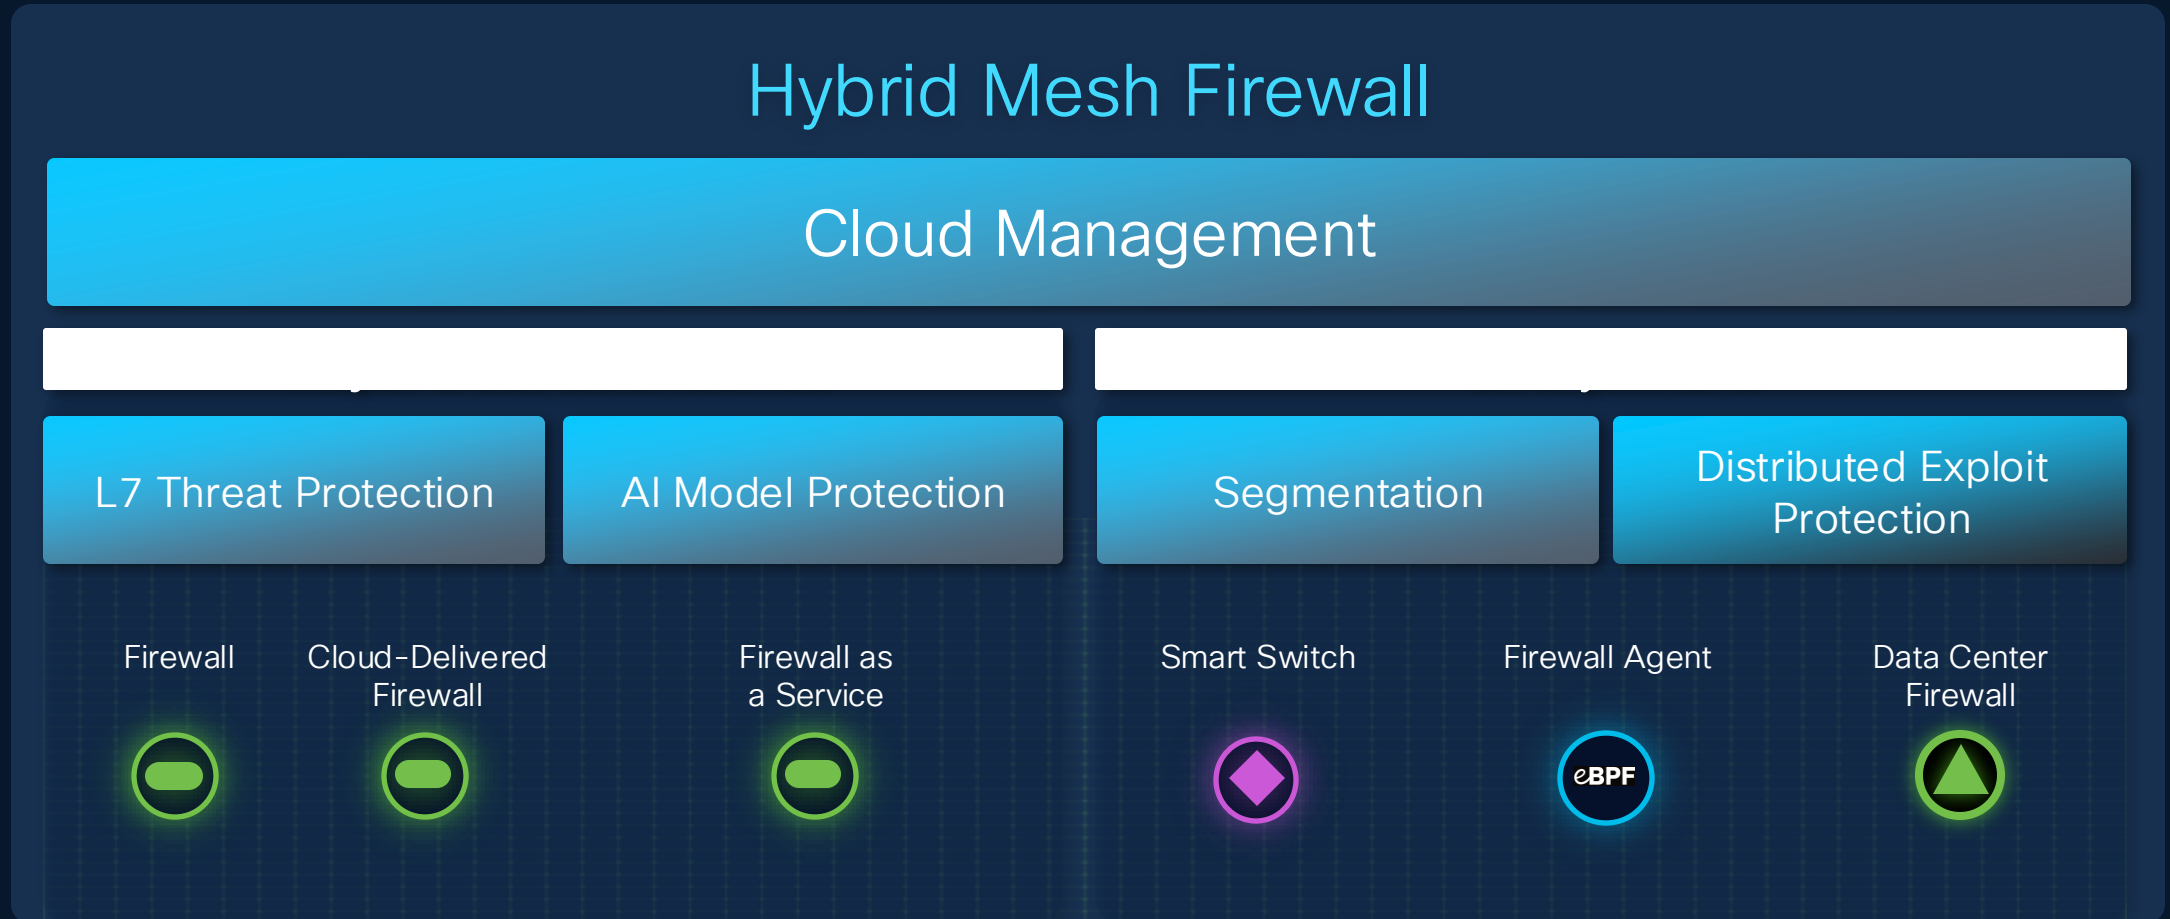 Hybrid Mesh Firewall
Cloud Management
L7 Threat Protection
AI Model Protection
Segmentation
Distributed Exploit
Protection
Firewall
Cloud-Delivered
Firewall
Firewall as
a Service
Smart Switch
Firewall Agent
Data Center
Firewall
eBPF